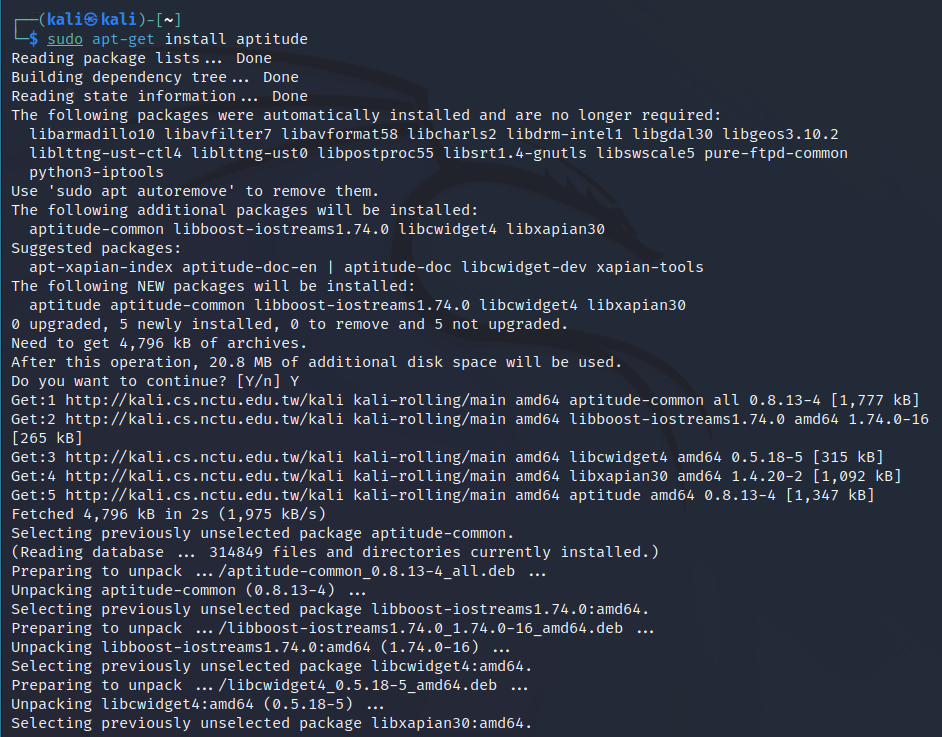 ┌──(kali㉿kali)-[~]
└─$ sudo apt-get install aptitude
Reading package lists... Done
Building dependency tree... Done
Reading state information... Done
The following packages were automatically installed and are no longer required:
  libarmadillo10 libavfilter7 libavformat58 libcharls2 libdrm-intel1 libgdal30 libgeos3.10.2
  liblttng-ust-ctl4 liblttng-ust0 libpostproc55 libsrt1.4-gnutls libswscale5 pure-ftpd-common
  python3-iptools
Use 'sudo apt autoremove' to remove them.
The following additional packages will be installed:
  aptitude-common libboost-iostreams1.74.0 libcwidget4 libxapian30
Suggested packages:
  apt-xapian-index aptitude-doc-en | aptitude-doc libcwidget-dev xapian-tools
The following NEW packages will be installed:
  aptitude aptitude-common libboost-iostreams1.74.0 libcwidget4 libxapian30
0 upgraded, 5 newly installed, 0 to remove and 5 not upgraded.
Need to get 4,796 kB of archives.
After this operation, 20.8 MB of additional disk space will be used.
Do you want to continue? [Y/n] Y
Get:1 http://kali.cs.nctu.edu.tw/kali kali-rolling/main amd64 aptitude-common all 0.8.13-4 [1,777 kB]
Get:2 http://kali.cs.nctu.edu.tw/kali kali-rolling/main amd64 libboost-iostreams1.74.0 amd64 1.74.0-16
[265 kB]
Get:3 http://kali.cs.nctu.edu.tw/kali kali-rolling/main amd64 libcwidget4 amd64 0.5.18-5 [315 kB]
Get:4 http://kali.cs.nctu.edu.tw/kali kali-rolling/main amd64 libxapian30 amd64 1.4.20-2 [1,092 kB]
Get:5 http://kali.cs.nctu.edu.tw/kali kali-rolling/main amd64 aptitude amd64 0.8.13-4 [1,347 kB]
Fetched 4,796 kB in 2s (1,975 kB/s)
Selecting previously unselected package aptitude-common.
(Reading database ... 314849 files and directories currently installed.)
Preparing to unpack .../aptitude-common_0.8.13-4_all.deb ...
Unpacking aptitude-common (0.8.13-4) ...
Selecting previously unselected package libboost-iostreams1.74.0:amd64.
Preparing to unpack .../libboost-iostreams1.74.0_1.74.0-16_amd64.deb ...
Unpacking libboost-iostreams1.74.0:amd64 (1.74.0-16) ...
Selecting previously unselected package libcwidget4:amd64.
Preparing to unpack .../libcwidget4_0.5.18-5_amd64.deb ...
Unpacking libcwidget4:amd64 (0.5.18-5) ...
Selecting previously unselected package libxapian30:amd64.